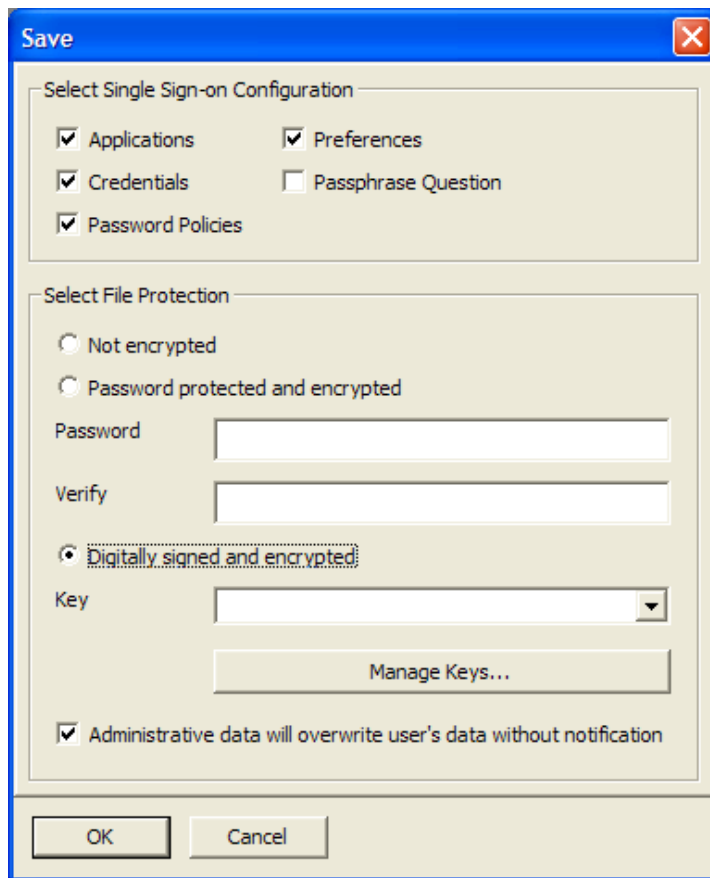 Save
Select Single Sign-on Configuration
Applications Preferences
Credentials Passphrase Question
Password Policies
Select File Protection
Not encrypted
Password protected and encrypted
Password
Verify
Digitally signed and encrypted
Key
Manage Keys...
Administrative data will overwrite user's data without notification
OK Cancel